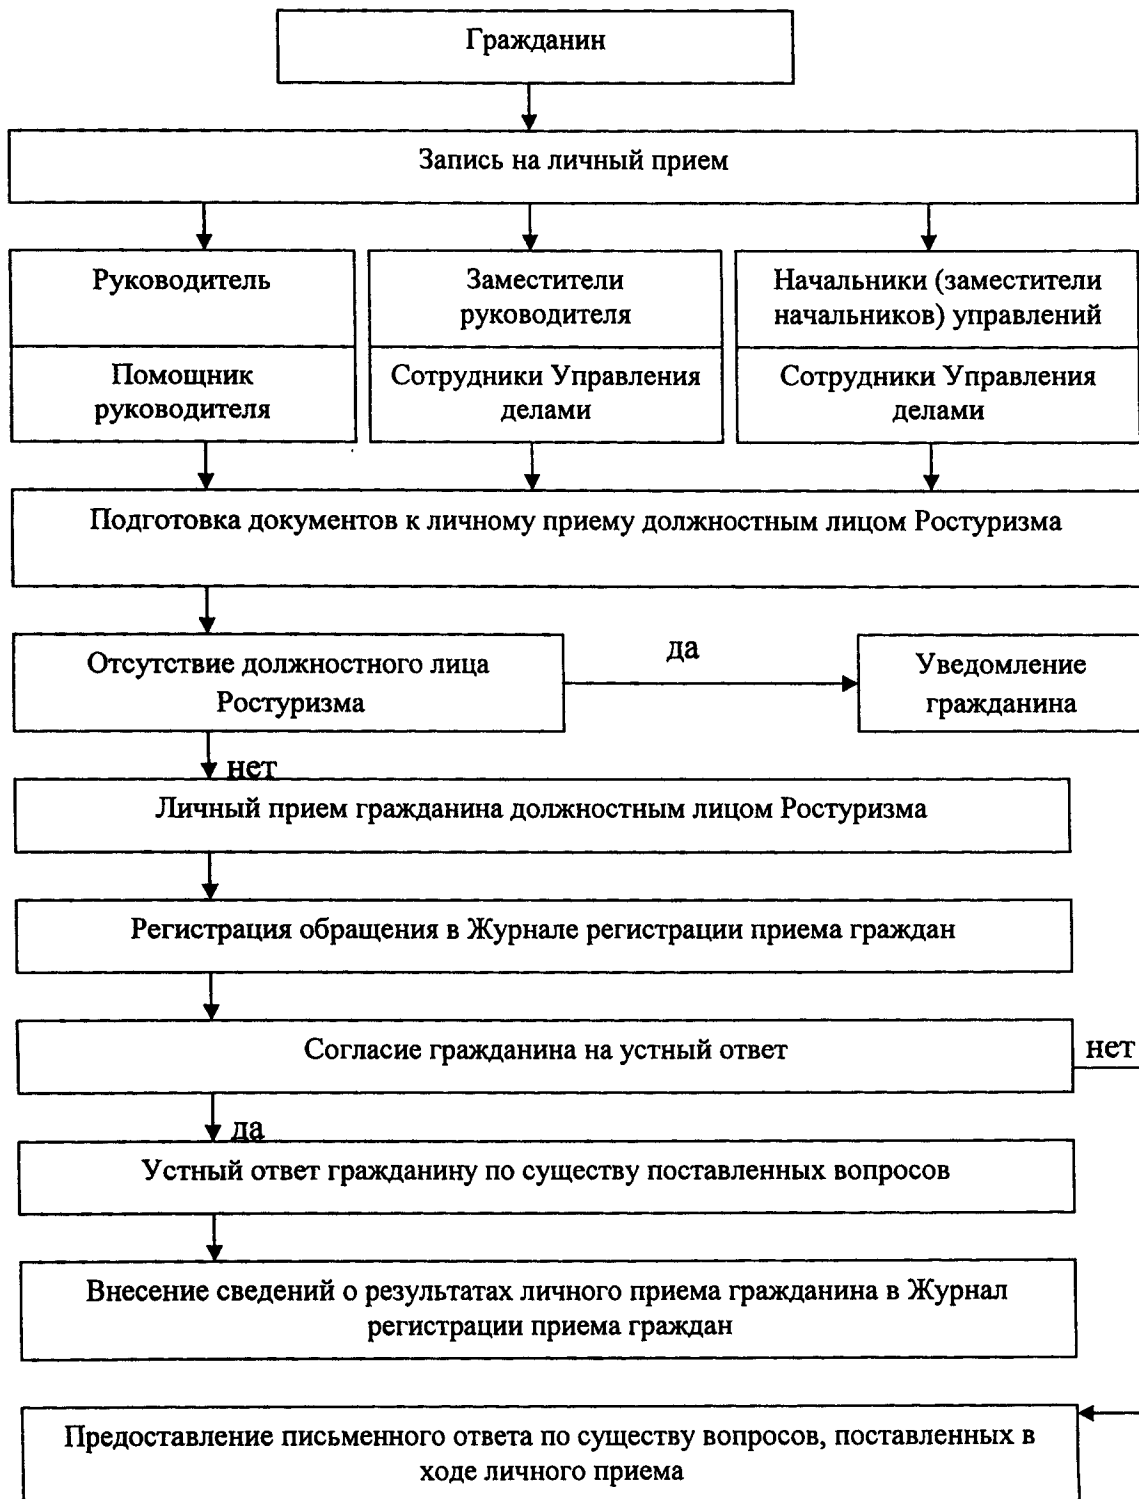 Гражданин
Запись на личный прием
Руководитель
Помощник
руководителя
Заместители
руководителя
Сотрудники Управления
делами
Начальники (заместители
начальников) управлений
Сотрудники Управления
делами
Подготовка документов к личному приему должностным лицом Ростуризма
Отсутствие должностного лица
Ростуризма
да
Уведомление
гражданина
нет
Личный прием гражданина должностным лицом Ростуризма
Регистрация обращения в Журнале регистрации приема граждан
Согласие гражданина на устный ответ
нет
да
Устный ответ гражданину по существу поставленных вопросов
Внесение сведений о результатах личного приема гражданина в Журнал
регистрации приема граждан
Предоставление письменного ответа по существу вопросов, поставленных в
ходе личного приема